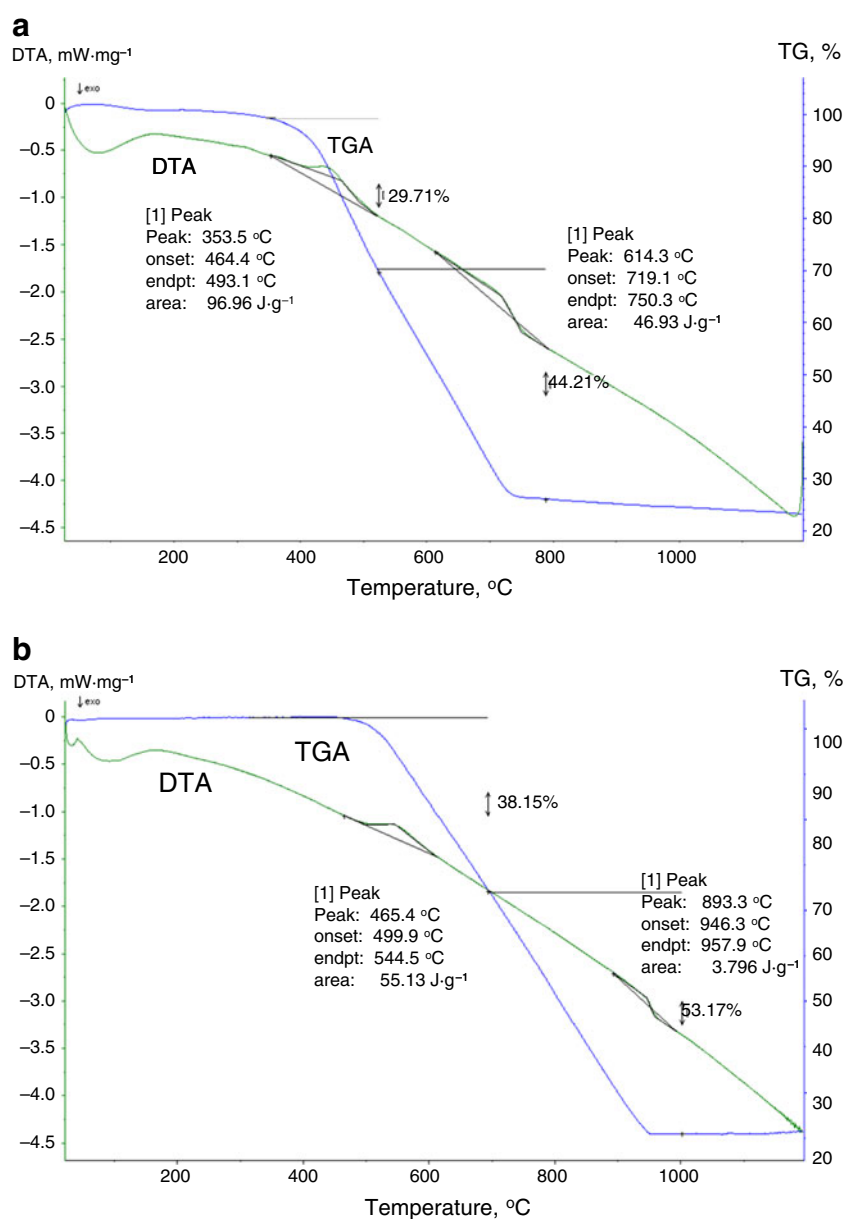 a
DTA, mW·mg⁻¹
TG, %
↓exo
0
−0.5
−1.0
−1.5
−2.0
−2.5
−3.0
−3.5
−4.0
−4.5
100
90
80
70
60
50
40
30
20
TGA
DTA
29.71%
[1] Peak
Peak: 353.5 °C
onset: 464.4 °C
endpt: 493.1 °C
area: 96.96 J·g⁻¹
[1] Peak
Peak: 614.3 °C
onset: 719.1 °C
endpt: 750.3 °C
area: 46.93 J·g⁻¹
44.21%
200 400 600 800 1000
Temperature, °C
b
DTA, mW·mg⁻¹
TG, %
↓exo
0
−0.5
−1.0
−1.5
−2.0
−2.5
−3.0
−3.5
−4.0
−4.5
100
90
80
70
60
50
40
30
20
TGA
DTA
38.15%
[1] Peak
Peak: 465.4 °C
onset: 499.9 °C
endpt: 544.5 °C
area: 55.13 J·g⁻¹
[1] Peak
Peak: 893.3 °C
onset: 946.3 °C
endpt: 957.9 °C
area: 3.796 J·g⁻¹
53.17%
200 400 600 800 1000
Temperature, °C